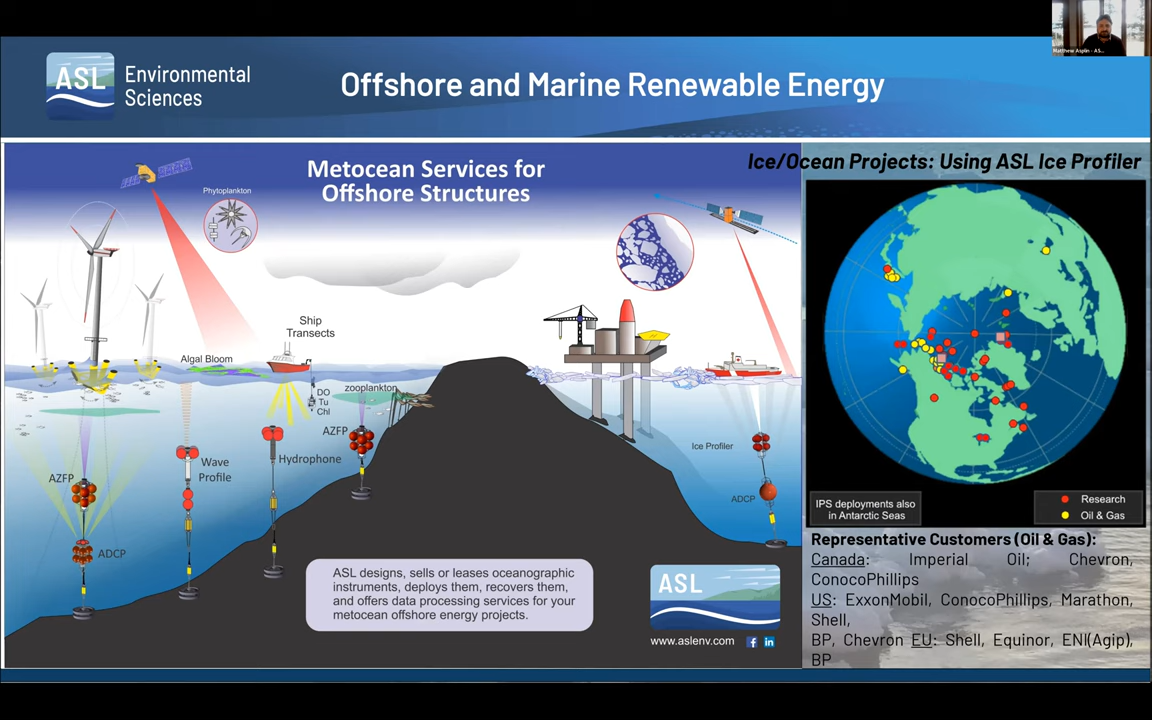 Matthew Asplin - AS...
ASL Environmental
Sciences
Offshore and Marine Renewable Energy
Metocean Services for
Offshore Structures
Phytoplankton
Algal Bloom
Ship
Transects
DO
Tu
Chl
zooplankton
AZFP
Hydrophone
Wave
Profile
AZFP
ADCP
Ice Profiler
ADCP
ASL designs, sells or leases oceanographic
instruments, deploys them, recovers them,
and offers data processing services for your
metocean offshore energy projects.
ASL
www.aslenv.com
f in
Ice/Ocean Projects: Using ASL Ice Profiler
IPS deployments also
in Antarctic Seas
Research
Oil & Gas
Representative Customers (Oil & Gas):
Canada: Imperial Oil; Chevron,
ConocoPhillips
US: ExxonMobil, ConocoPhillips, Marathon,
Shell,
BP, Chevron EU: Shell, Equinor, ENI(Agip),
BP